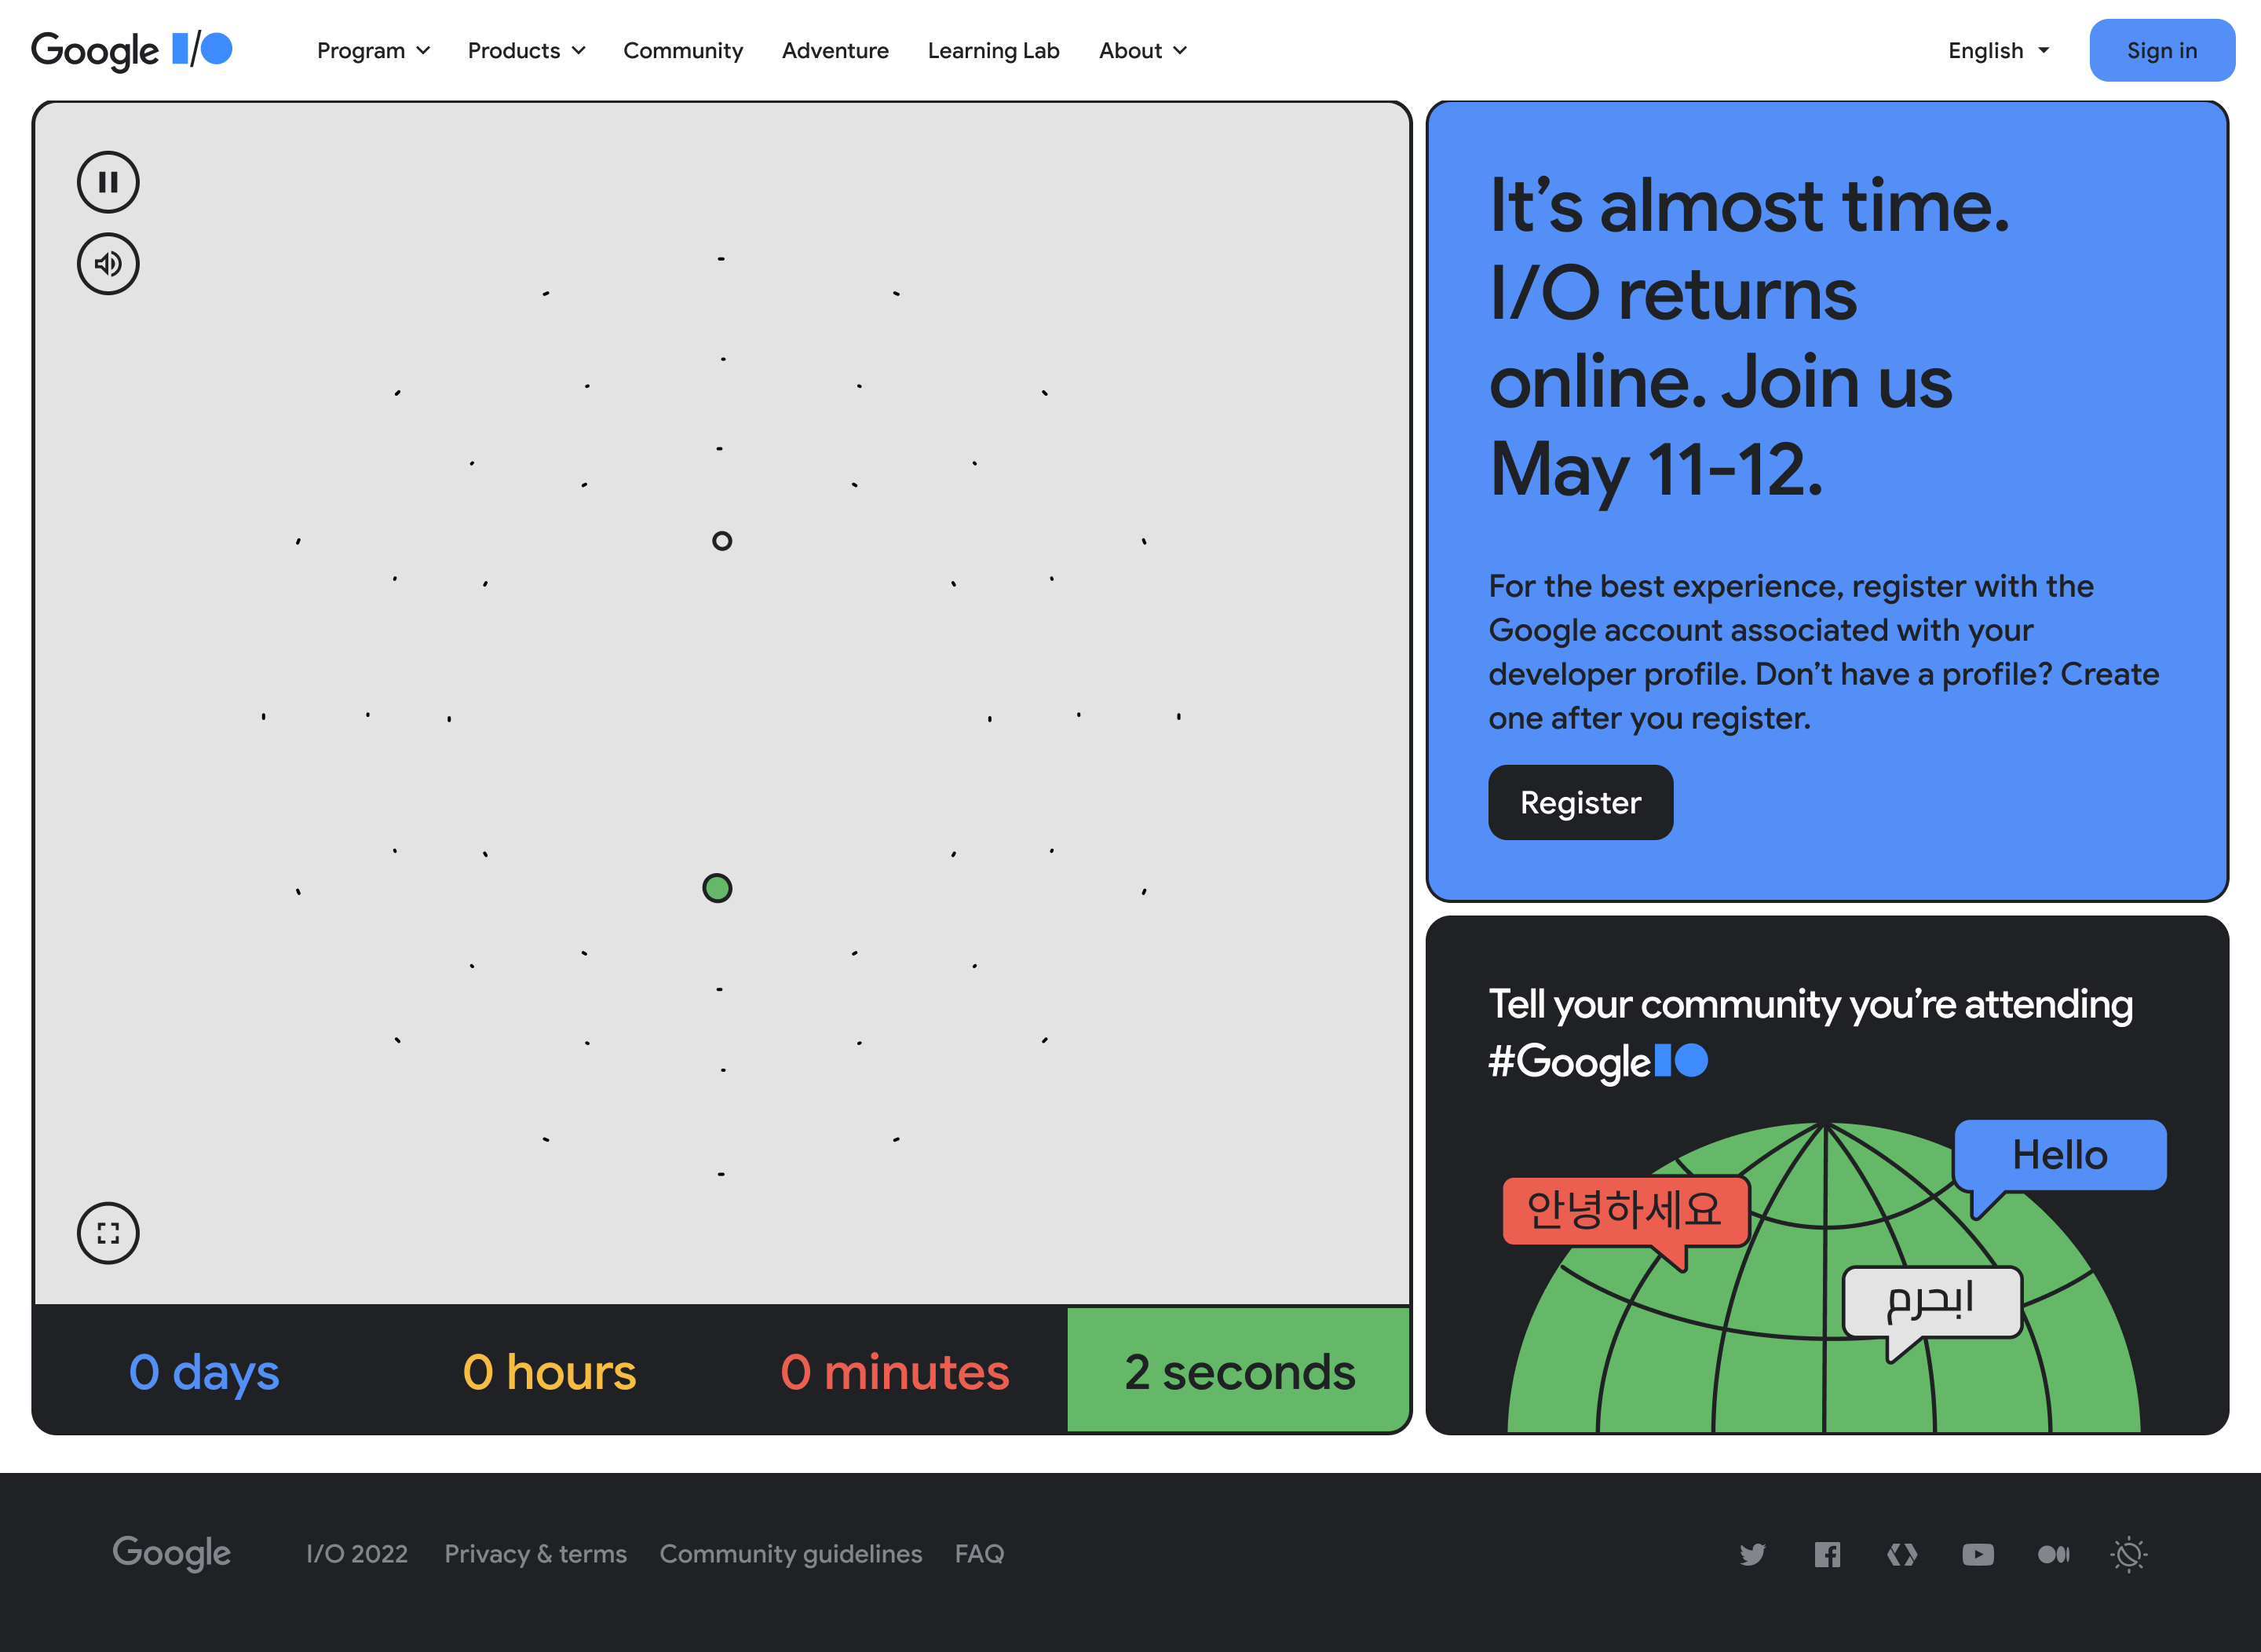 Google I/O
Program
Products
Community
Adventure
Learning Lab
About
English
Sign in
It’s almost time.
I/O returns
online. Join us
May 11-12.
For the best experience, register with the
Google account associated with your
developer profile. Don’t have a profile? Create
one after you register.
Register
0 days
0 hours
0 minutes
2 seconds
Tell your community you’re attending
#GoogleIO
Hello
안녕하세요
ابحرم
Google
I/O 2022
Privacy & terms
Community guidelines
FAQ